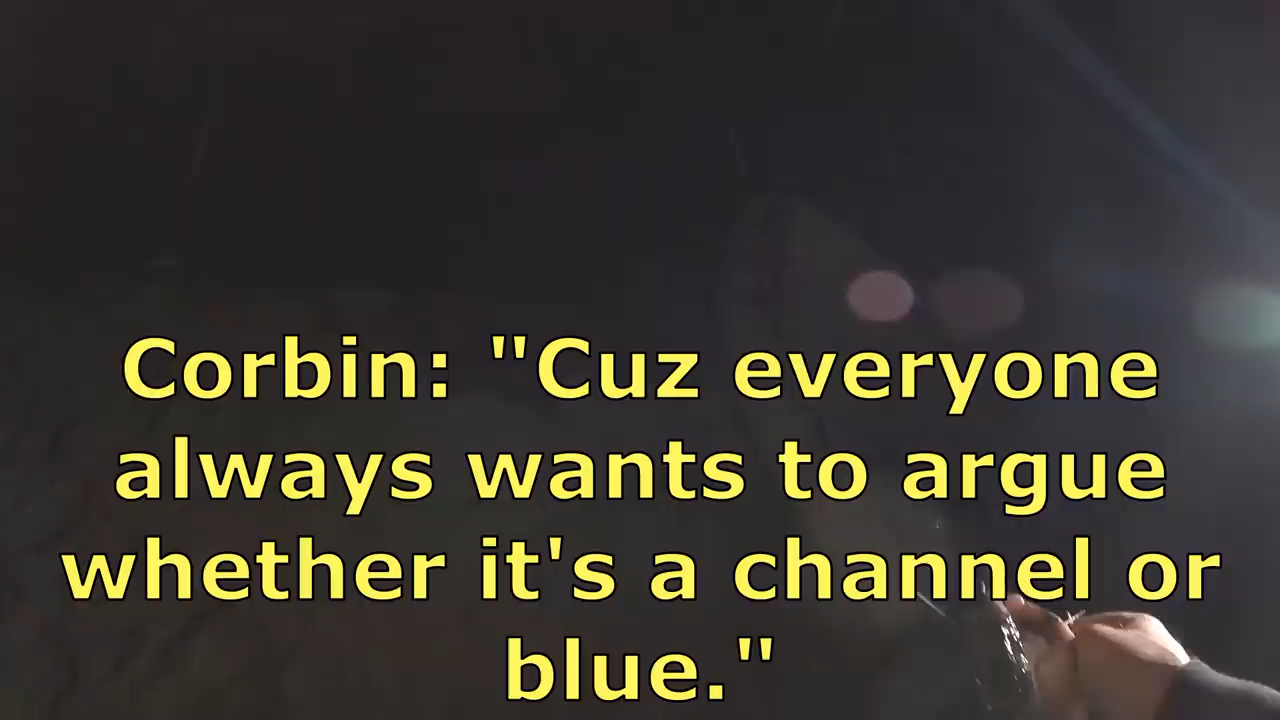 Corbin: "Cuz everyone
always wants to argue
whether it's a channel or
blue."